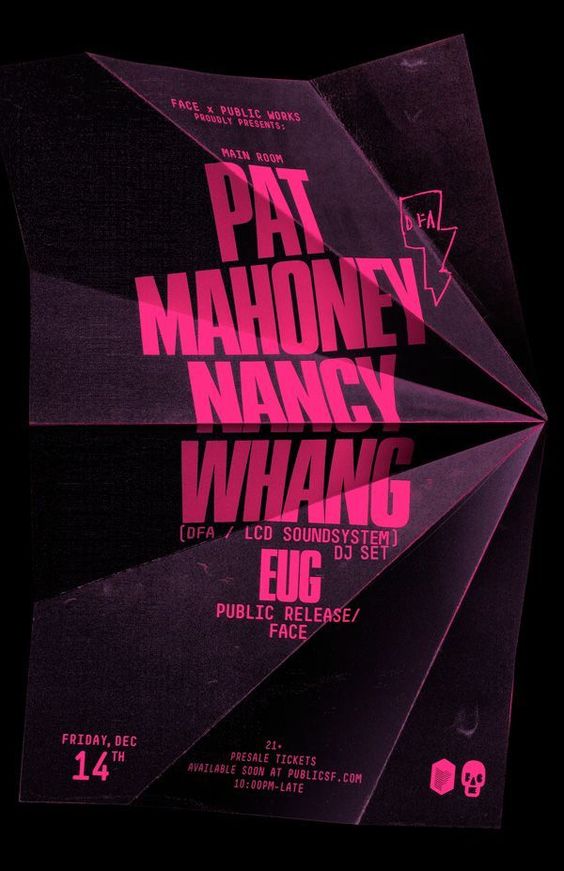 FACE x PUBLIC WORKS
PROUDLY PRESENTS:
MAIN ROOM
PAT
MAHONEY
DFA
NANCY
WHANG
(DFA / LCD SOUNDSYSTEM)
DJ SET
EUG
PUBLIC RELEASE/
FACE
FRIDAY, DEC
14TH
21+
PRESALE TICKETS
AVAILABLE SOON AT PUBLICSF.COM
10:00PM-LATE